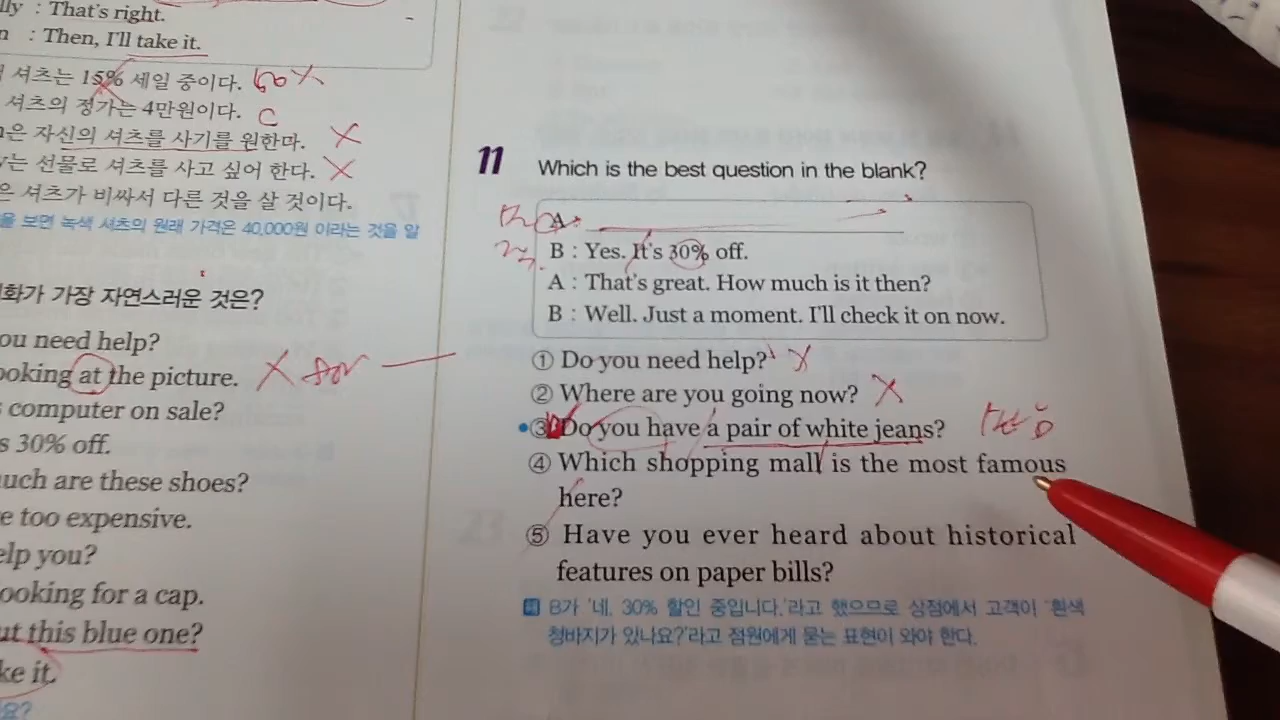 lly : That's right.
n : Then, I'll take it.
셔츠는 15% 세일 중이다. X
셔츠의 정가는 4만원이다.
은 자신의 셔츠를 사기를 원한다. X
는 선물로 셔츠를 사고 싶어 한다. X
은 셔츠가 비싸서 다른 것을 살 것이다.
을 보면 녹색 셔츠의 원래 가격은 40,000원 이라는 것을 알
화가 가장 자연스러운 것은?
ou need help?
ooking at the picture. X for
computer on sale?
s 30% off.
uch are these shoes?
e too expensive.
elp you?
ooking for a cap.
ut this blue one?
ke it.
요?
11 Which is the best question in the blank?
A :
B : Yes. It's 30% off.
A : That's great. How much is it then?
B : Well. Just a moment. I'll check it on now.
① Do you need help? X
② Where are you going now? X
③ Do you have a pair of white jeans?
④ Which shopping mall is the most famous
here?
⑤ Have you ever heard about historical
features on paper bills?
B가 '네. 30% 할인 중입니다.'라고 했으므로 상점에서 고객이 '흰색
청바지가 있나요?'라고 점원에게 묻는 표현이 와야 한다.